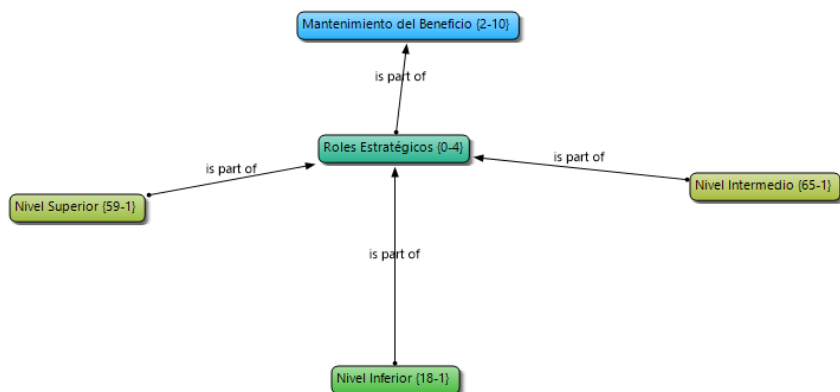 Mantenimiento del Beneficio {2-10}
is part of
Roles Estratégicos {0-4}
is part of
is part of
Nivel Intermedio {65-1}
Nivel Superior {59-1}
is part of
Nivel Inferior {18-1}